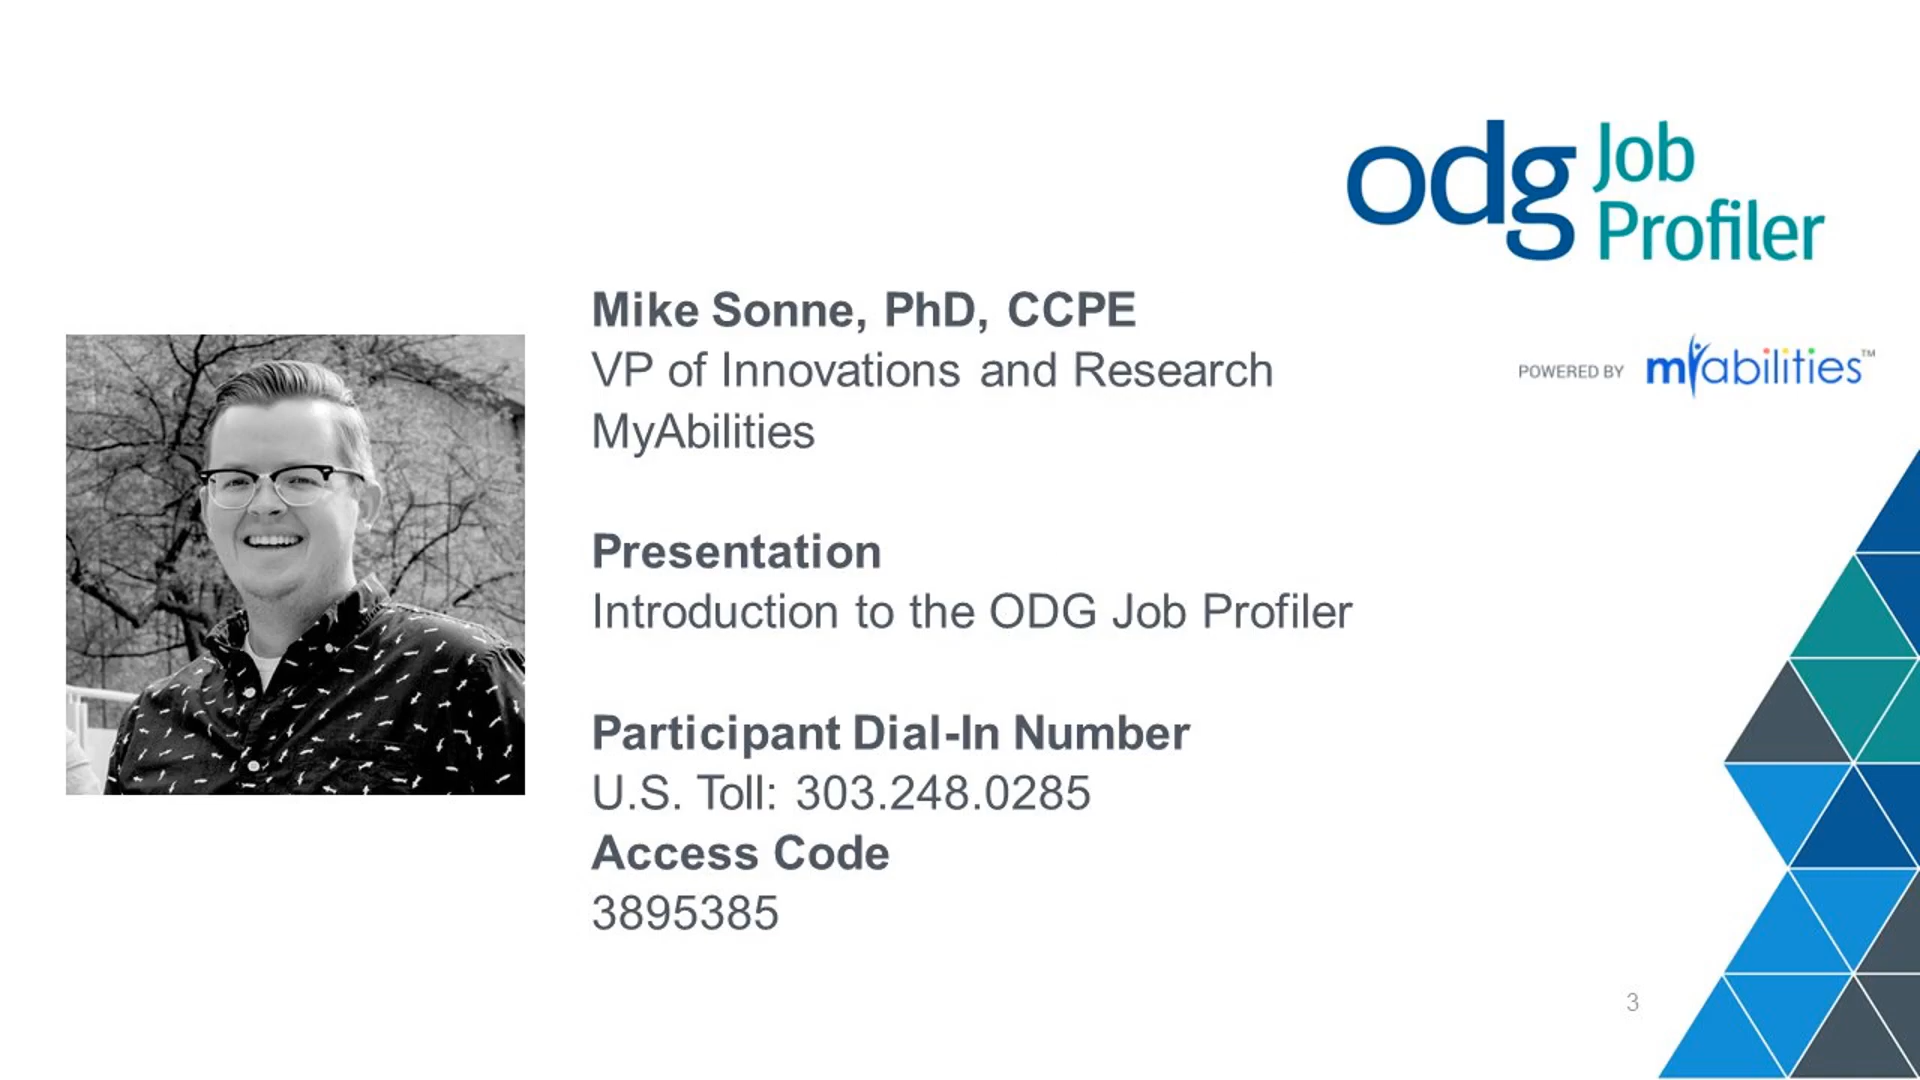 odg Job
Profiler
POWERED BY myabilities™
Mike Sonne, PhD, CCPE
VP of Innovations and Research
MyAbilities
Presentation
Introduction to the ODG Job Profiler
Participant Dial-In Number
U.S. Toll: 303.248.0285
Access Code
3895385
3